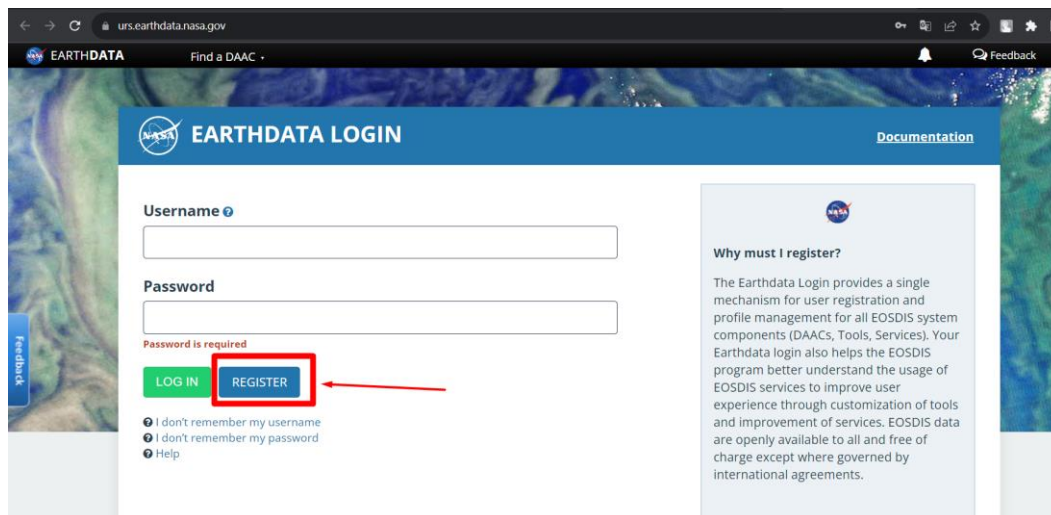 urs.earthdata.nasa.gov
EARTHDATA
Find a DAAC
Feedback
NASA
EARTHDATA LOGIN
Documentation
Username
Password
Password is required
LOG IN
REGISTER
I don't remember my username
I don't remember my password
Help
Feedback
NASA
Why must I register?
The Earthdata Login provides a single
mechanism for user registration and
profile management for all EOSDIS system
components (DAACs, Tools, Services). Your
Earthdata login also helps the EOSDIS
program better understand the usage of
EOSDIS services to improve user
experience through customization of tools
and improvement of services. EOSDIS data
are openly available to all and free of
charge except where governed by
international agreements.